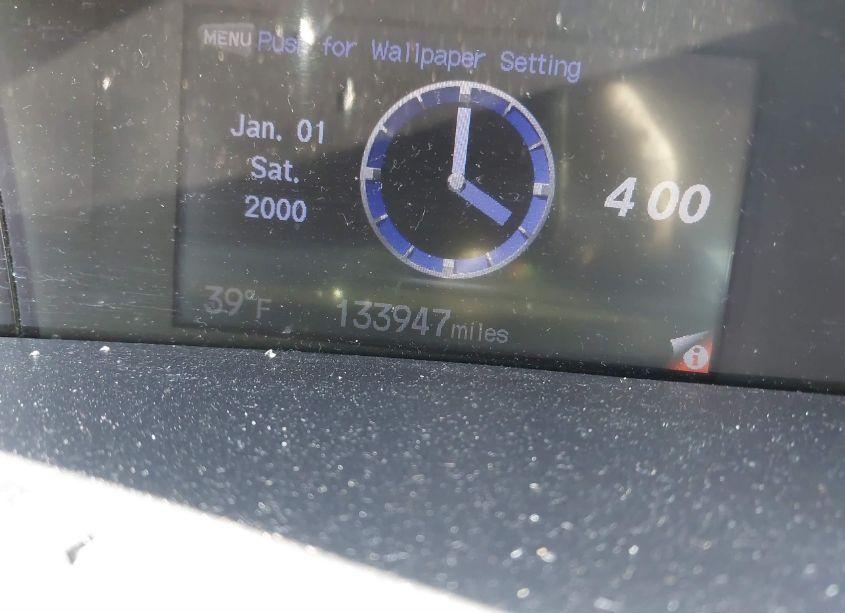 MENU Push for Wallpaper Setting
Jan. 01
Sat.
2000
4 00
39°F 133947 miles
i